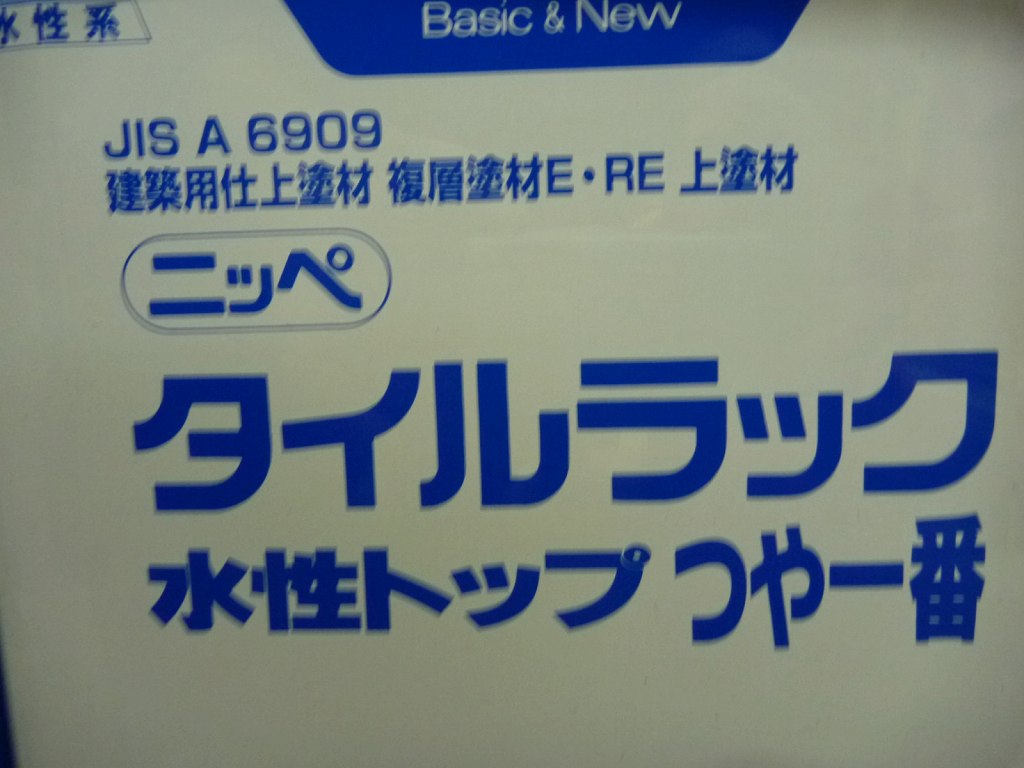 水性系
Basic & New
JIS A 6909
建築用仕上塗材 複層塗材E・RE 上塗材
ニッペ
タイルラック
水性トップ つや一番